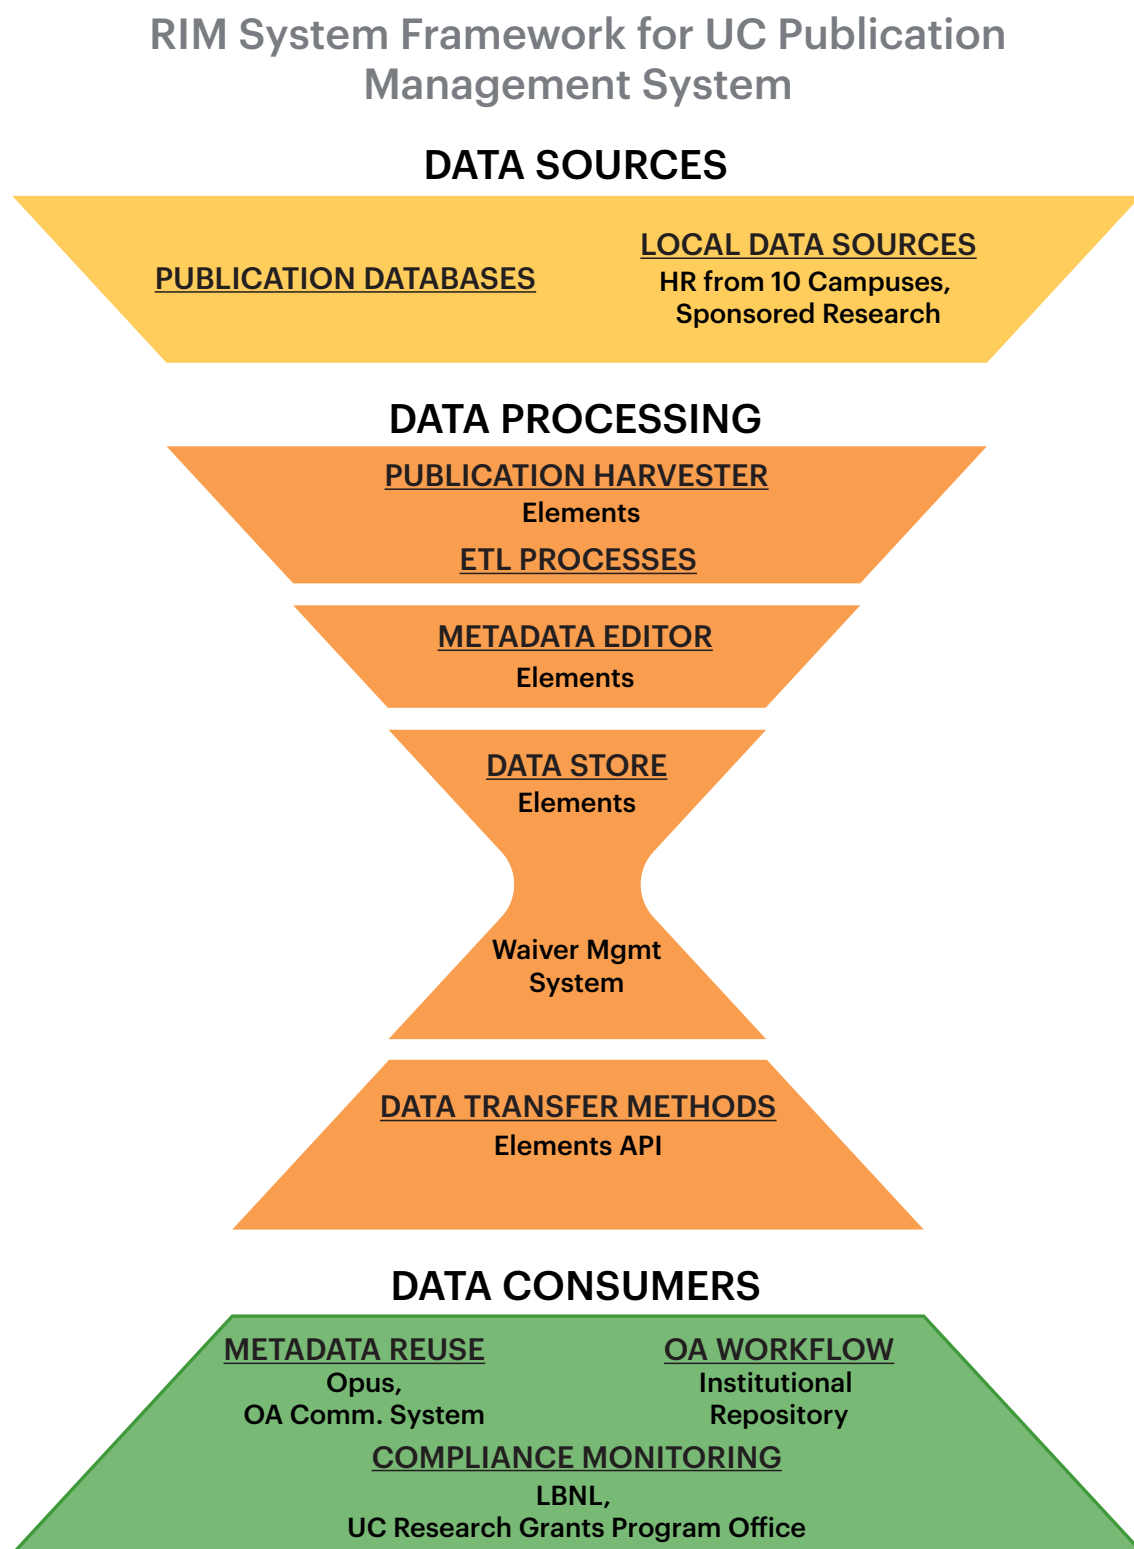 RIM System Framework for UC Publication
Management System
DATA SOURCES
PUBLICATION DATABASES
LOCAL DATA SOURCES
HR from 10 Campuses,
Sponsored Research
DATA PROCESSING
PUBLICATION HARVESTER
Elements
ETL PROCESSES
METADATA EDITOR
Elements
DATA STORE
Elements
Waiver Mgmt
System
DATA TRANSFER METHODS
Elements API
DATA CONSUMERS
METADATA REUSE
Opus,
OA Comm. System
OA WORKFLOW
Institutional
Repository
COMPLIANCE MONITORING
LBNL,
UC Research Grants Program Office